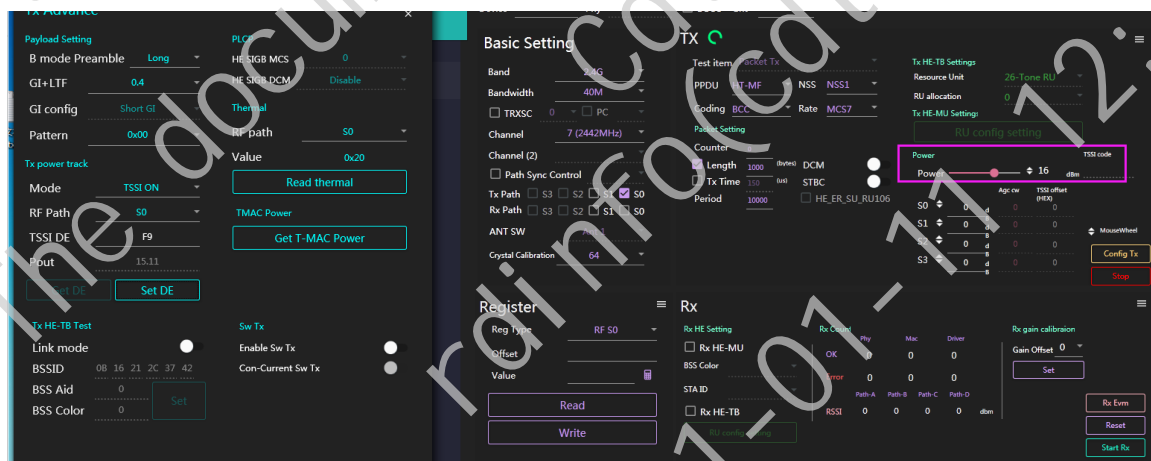 Tx Advance
×
Payload Setting
B mode Preamble Long
GI+LTF 0.4
GI config Short GI
Pattern 0x00
Tx power track
Mode TSSI ON
RF Path S0
TSSI DE F9
Pout 15.11
Get DE Set DE
Tx HE-TB Test
Link mode
BSSID 08 16 21 2C 37 42
BSS Aid 0
BSS Color 0
Set
PLCP
HE SIGB MCS 0
HE SIGB DCM Disable
Thermal
RF path S0
Value 0x20
Read thermal
TMAC Power
Get T-MAC Power
Sw Tx
Enable Sw Tx
Con-Current Sw Tx
Basic Setting
Band 2.4G
Bandwidth 40M
TRXSC 0 PC
Channel 7 (2442MHz)
Channel (2)
Path Sync Control
Tx Path S3 S2 S1 S0
Rx Path S3 S2 S1 S0
ANT SW
Crystal Calibration 64
TX
Test item Packet Tx
PPDU HT-MF NSS NSS1
Coding BCC Rate MCS7
Packet Setting
Counter
Length 1000 (bytes) DCM
Tx Time 150 (us) STBC
Period 10000 HE_ER_SU_RU106
Tx HE-TB Settings
Resource Unit 26-Tone RU
RU allocation 0
Tx HE-MU Settings
RU config setting
Power TSSI code
Power 16 dBm
Agc cw TSSI offset (HEX)
S0 0 dB 0 0
S1 0 dB 0 0
S2 0 dB 0 0
S3 0 dB 0 0
MouseWheel
Config Tx
Stop
Register
Reg Type RF S0
Offset
Value
Read
Write
Rx
Rx HE Setting
Rx HE-MU
BSS Color
STA ID
Rx HE-TB
RU config setting
Rx Count
Phy Mac Driver
OK 0 0 0
Error 0 0 0
Path-A Path-B Path-C Path-D
RSSI 0 0 0 0 dbm
Rx gain calibraion
Gain Offset 0
Set
Rx Evm
Reset
Start Rx